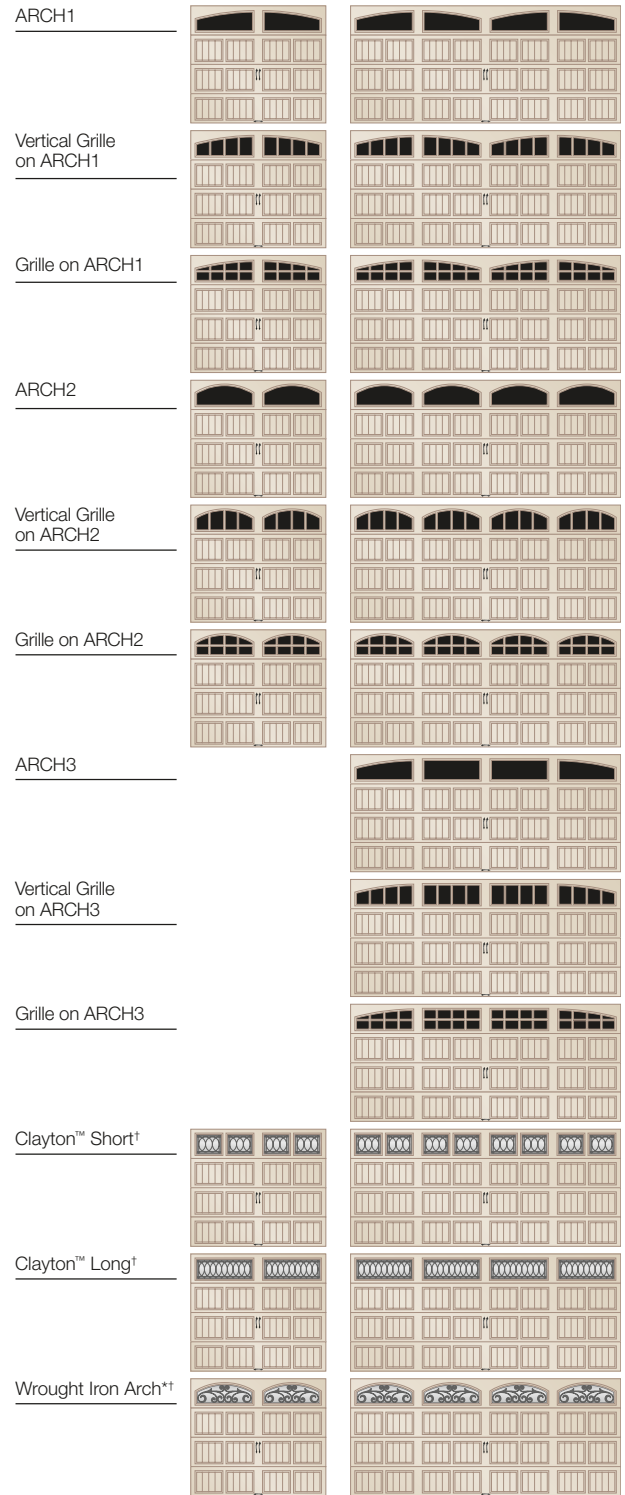 ARCH1
Vertical Grille
on ARCH1
Grille on ARCH1
ARCH2
Vertical Grille
on ARCH2
Grille on ARCH2
ARCH3
Vertical Grille
on ARCH3
Grille on ARCH3
Clayton™ Short†
Clayton™ Long†
Wrought Iron Arch*†